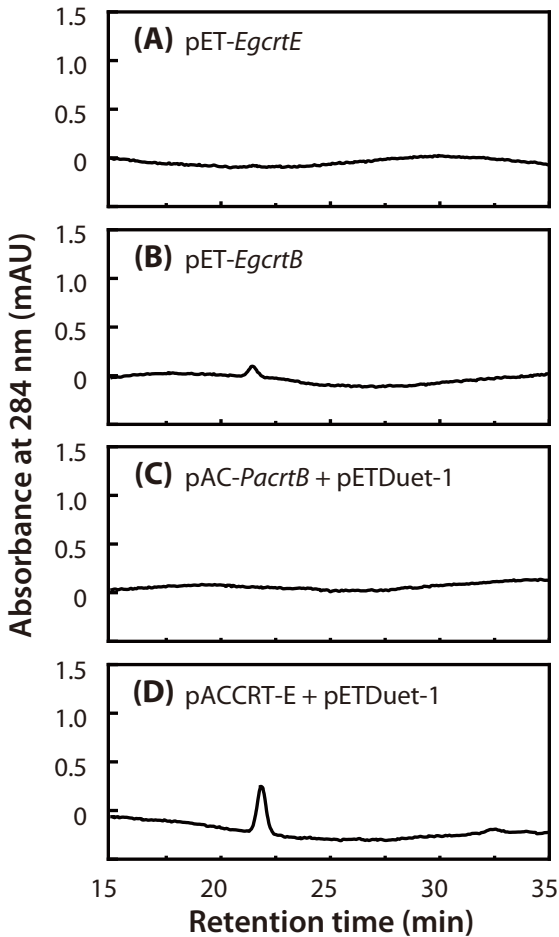 (A) pET-EgcrtE
1.5
1.0
0.5
0
(B) pET-EgcrtB
1.5
1.0
0.5
0
(C) pAC-PacrtB + pETDuet-1
1.5
1.0
0.5
0
(D) pACCRT-E + pETDuet-1
1.5
1.0
0.5
0
Absorbance at 284 nm (mAU)
15 20 25 30 35
Retention time (min)